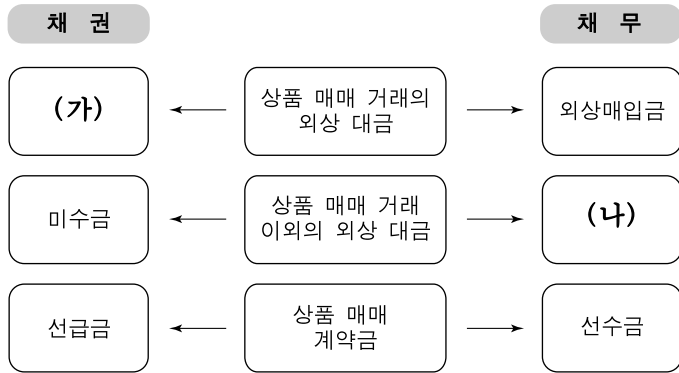 채 권
채 무
(가)
상품 매매 거래의
외상 대금
외상매입금
미수금
상품 매매 거래
이외의 외상 대금
(나)
선급금
상품 매매
계약금
선수금